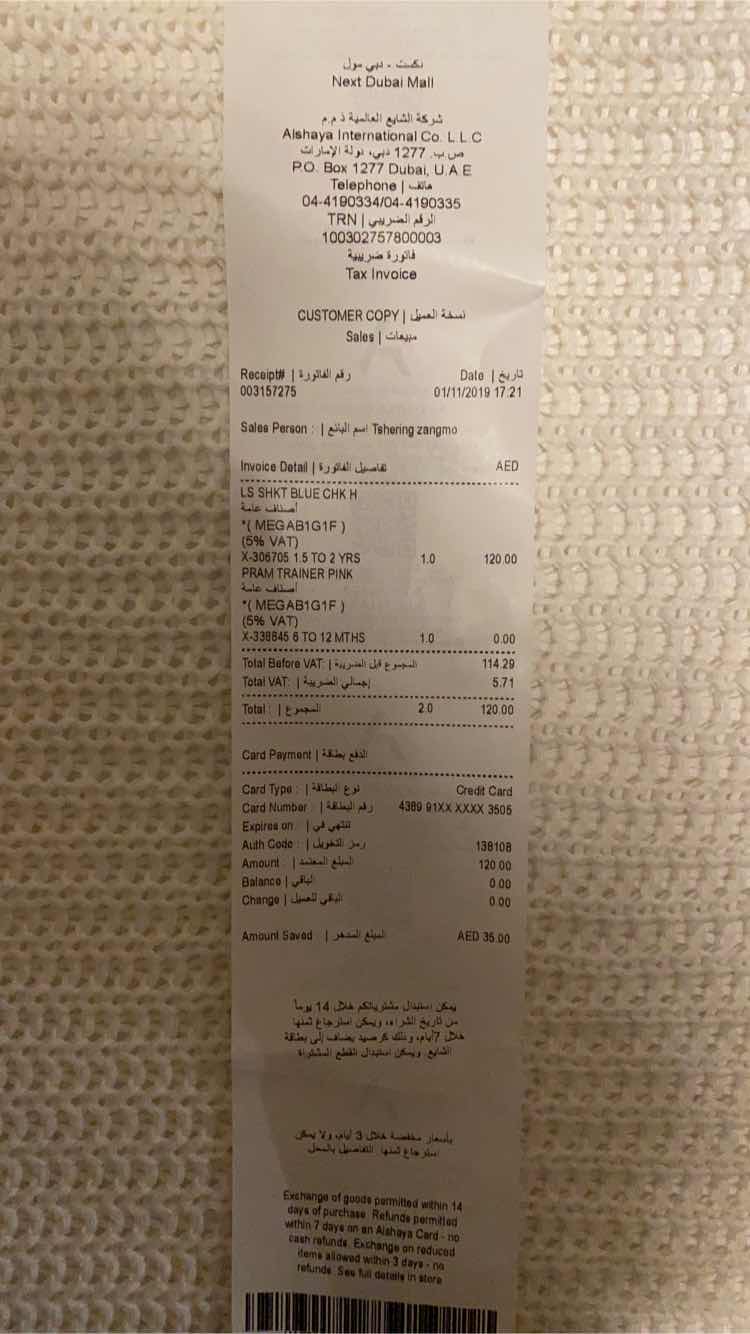 نكست - دبي مول
Next Dubai Mall
شركة الشايع العالمية ذ.م.م
Alshaya International Co. L.L.C
ص.ب. 1277 دبي، دولة الإمارات
P.O. Box 1277 Dubai, U.A.E
Telephone | هاتف
04-4190334/04-4190335
TRN | الرقم الضريبي
100302757800003
فاتورة ضريبية
Tax Invoice
CUSTOMER COPY | نسخة العميل
Sales | مبيعات
Receipt# | رقم الفاتورة Date | تاريخ
003157275 01/11/2019 17:21
Sales Person : | اسم البائع Tshering zangmo
Invoice Detail | تفاصيل الفاتورة AED
LS SHKT BLUE CHK H
أصناف عامة
*( MEGAB1G1F )
(5% VAT)
X-306705 1.5 TO 2 YRS 1.0 120.00
PRAM TRAINER PINK
أصناف عامة
*( MEGAB1G1F )
(5% VAT)
X-338645 6 TO 12 MTHS 1.0 0.00
Total Before VAT: | المجموع قبل الضريبة 114.29
Total VAT: | إجمالي الضريبة 5.71
Total : | المجموع 2.0 120.00
Card Payment | الدفع بطاقة
Card Type : | نوع البطاقة Credit Card
Card Number : | رقم البطاقة 4389 91XX XXXX 3505
Expires on : | تنتهي في
Auth Code : | رمز التخويل 138108
Amount : | المبلغ المعتمد 120.00
Balance | الباقي 0.00
Change | الباقي للعميل 0.00
Amount Saved : | المبلغ المدخر AED 35.00
يمكن استبدال مشترياتكم خلال 14 يوماً
من تاريخ الشراء، ويمكن استرجاع ثمنها
خلال 7أيام، وذلك كرصيد يضاف إلى بطاقة
الشايع. ويمكن استبدال القطع المشتراة
بأسعار مخفضة خلال 3 أيام، ولا يمكن
استرجاع ثمنها. التفاصيل بالمحل
Exchange of goods permitted within 14
days of purchase. Refunds permitted
within 7 days on an Alshaya Card - no
cash refunds. Exchange on reduced
items allowed within 3 days - no
refunds. See full details in store